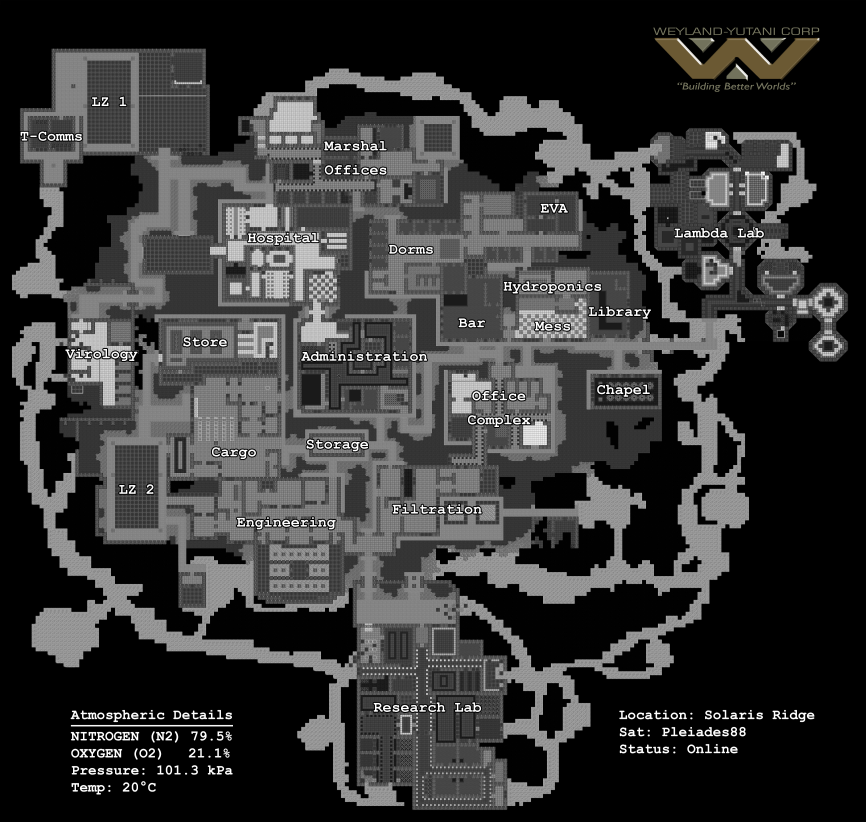 WEYLAND-YUTANI CORP
"Building Better Worlds"
LZ 1
T-Comms
Marshal
Offices
EVA
Lambda Lab
Hospital
Dorms
Hydroponics
Library
Bar
Mess
Virology
Store
Administration
Chapel
Office
Complex
Storage
Cargo
LZ 2
Filtration
Engineering
Research Lab
Atmospheric Details
NITROGEN (N2) 79.5%
OXYGEN (O2) 21.1%
Pressure: 101.3 kPa
Temp: 20°C
Location: Solaris Ridge
Sat: Pleiades88
Status: Online